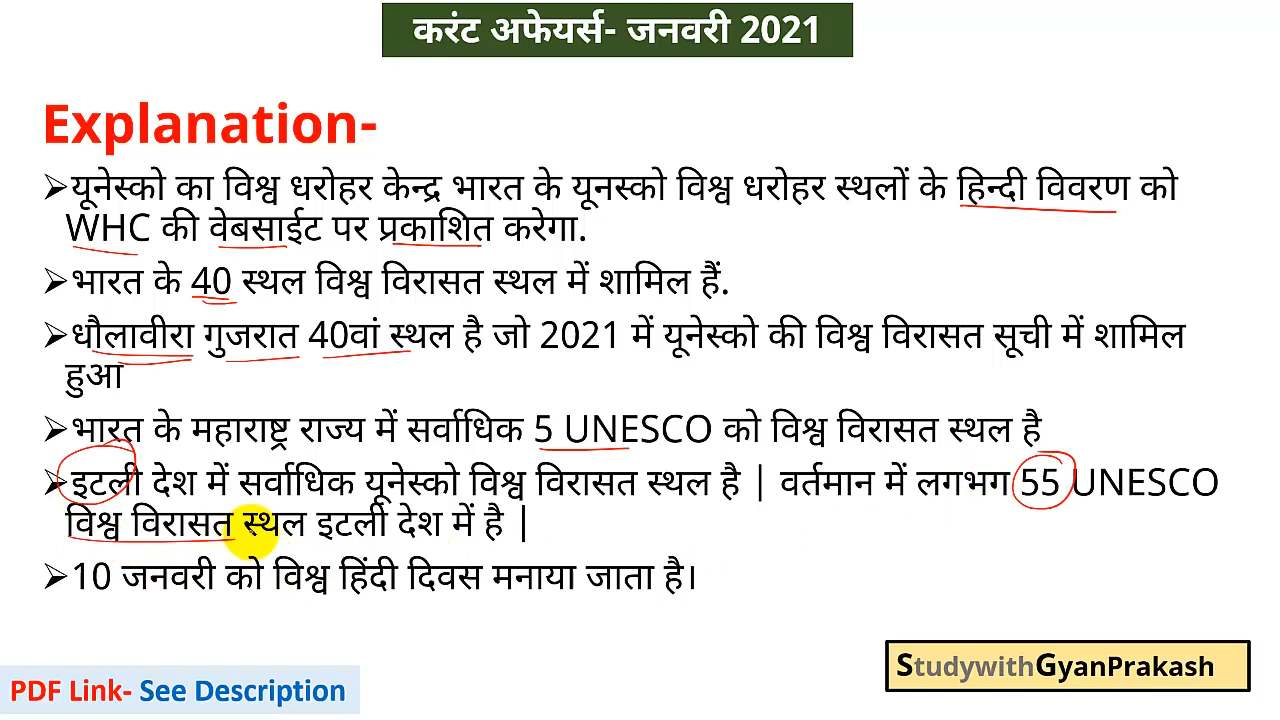 करंट अफेयर्स- जनवरी 2021
Explanation-
➢यूनेस्को का विश्व धरोहर केन्द्र भारत के यूनस्को विश्व धरोहर स्थलों के हिन्दी विवरण को
WHC की वेबसाईट पर प्रकाशित करेगा.
➢भारत के 40 स्थल विश्व विरासत स्थल में शामिल हैं.
➢धौलावीरा गुजरात 40वां स्थल है जो 2021 में यूनेस्को की विश्व विरासत सूची में शामिल
हुआ
➢भारत के महाराष्ट्र राज्य में सर्वाधिक 5 UNESCO को विश्व विरासत स्थल है
➢इटली देश में सर्वाधिक यूनेस्को विश्व विरासत स्थल है | वर्तमान में लगभग 55 UNESCO
विश्व विरासत स्थल इटली देश में है |
➢10 जनवरी को विश्व हिंदी दिवस मनाया जाता है।
StudywithGyanPrakash
PDF Link- See Description